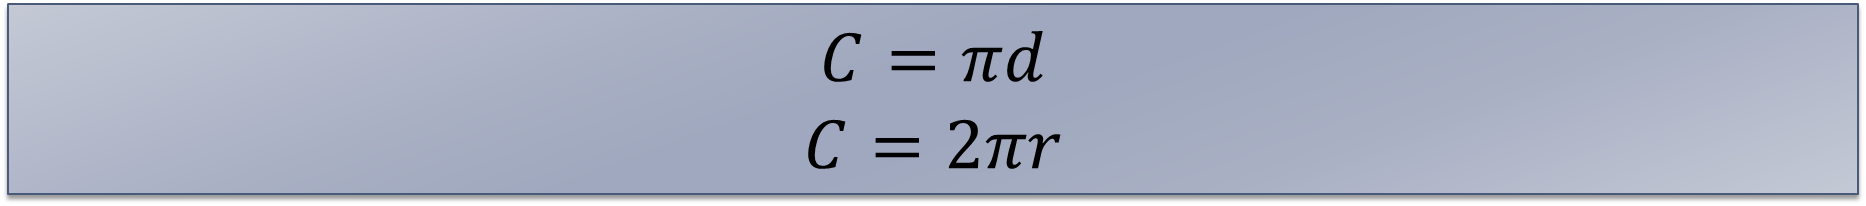 C = πd
C = 2πr